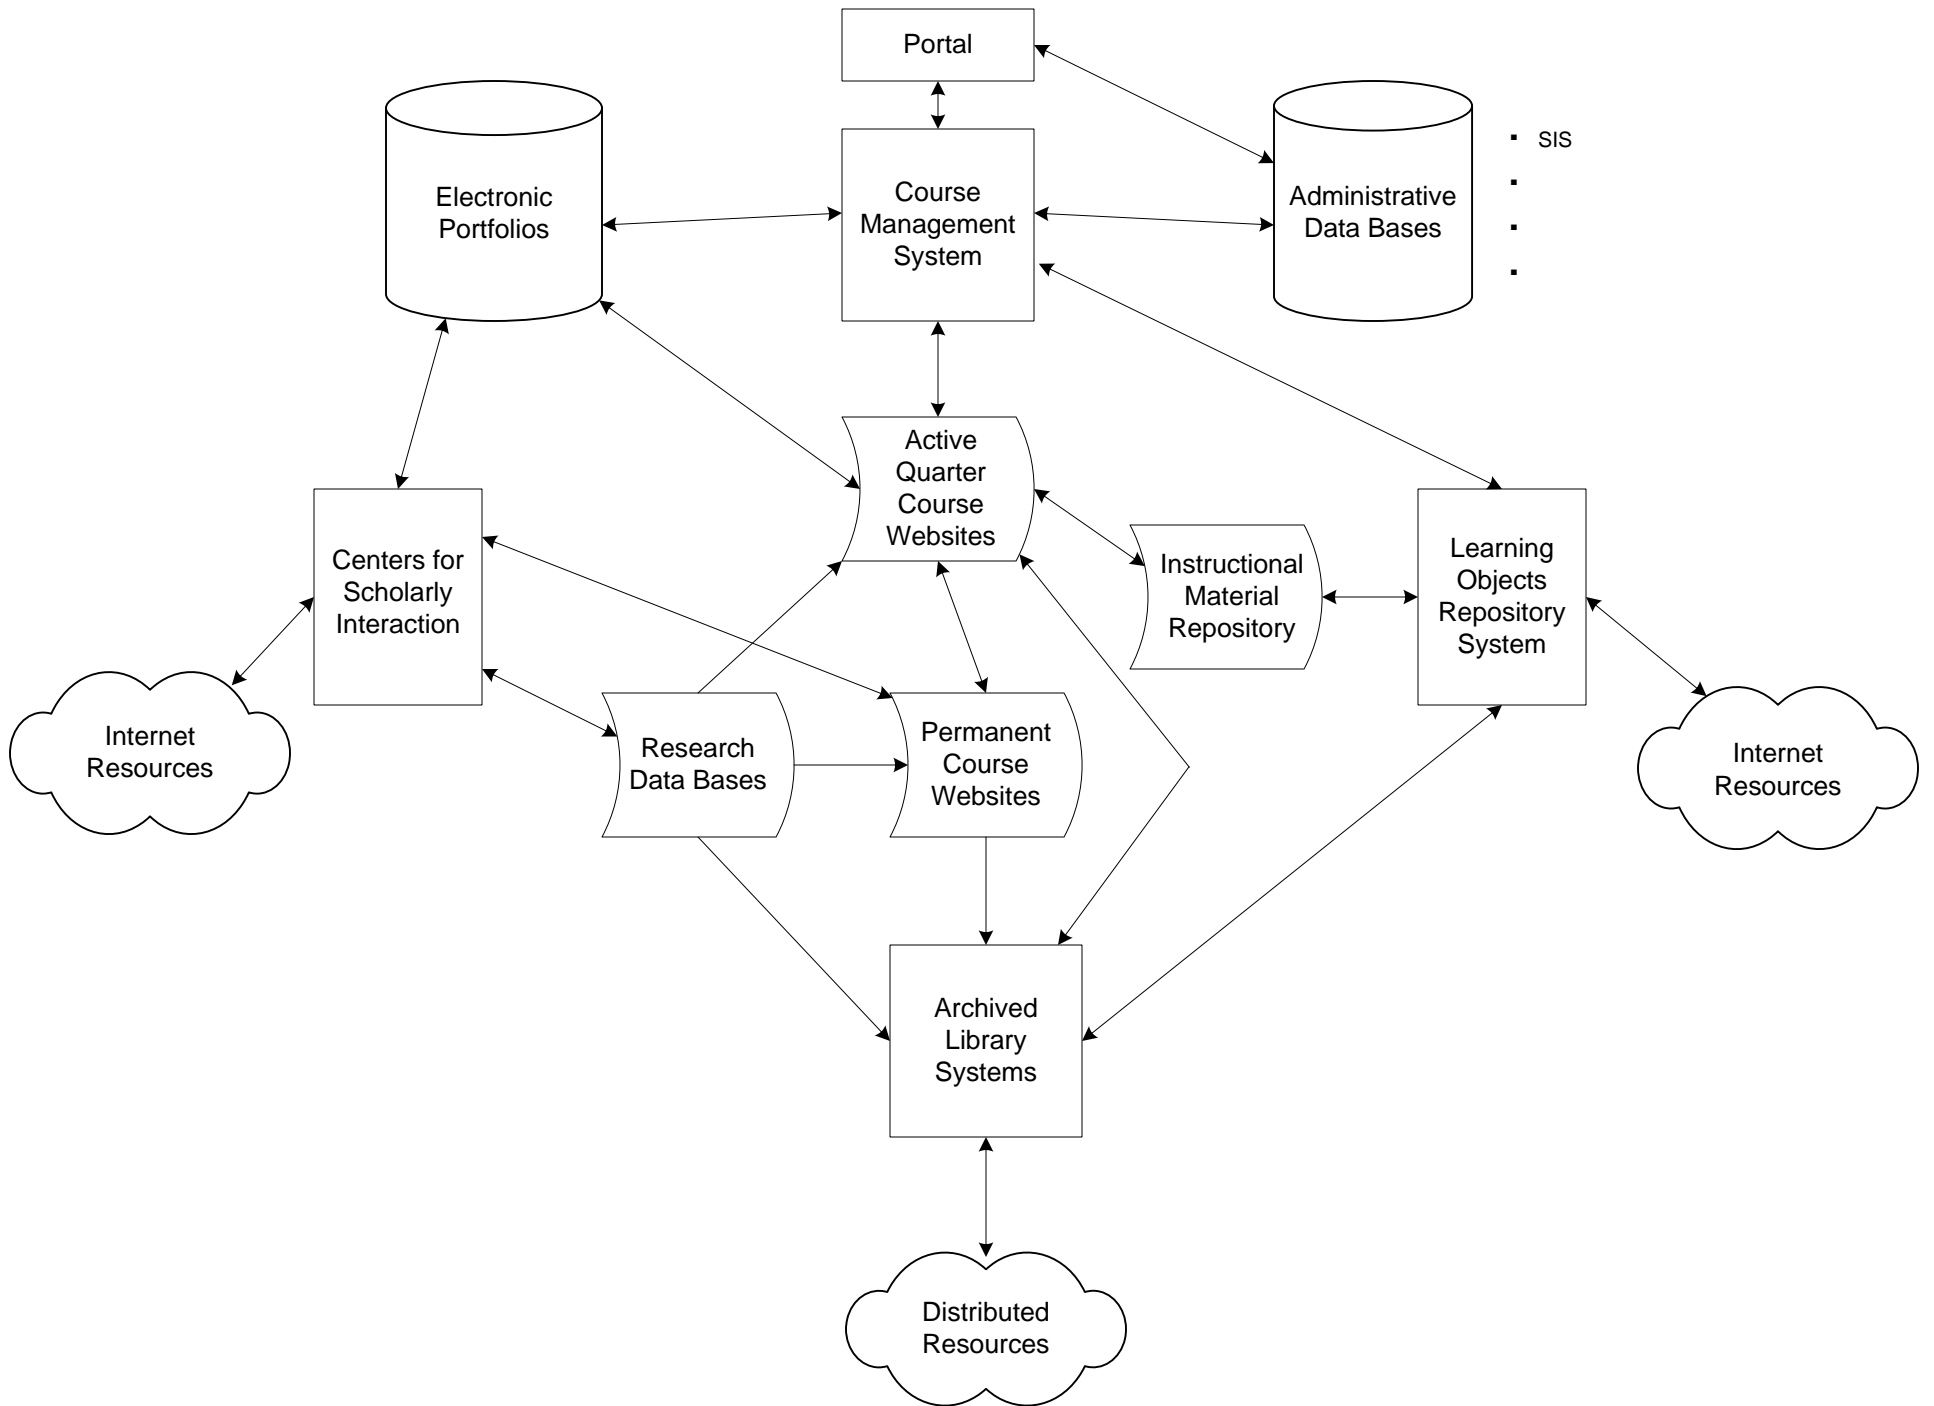 Portal
Electronic
Portfolios
Course
Management
System
Administrative
Data Bases
▪ SIS
▪
▪
▪
Active
Quarter
Course
Websites
Centers for
Scholarly
Interaction
Instructional
Material
Repository
Learning
Objects
Repository
System
Internet
Resources
Research
Data Bases
Permanent
Course
Websites
Internet
Resources
Archived
Library
Systems
Distributed
Resources